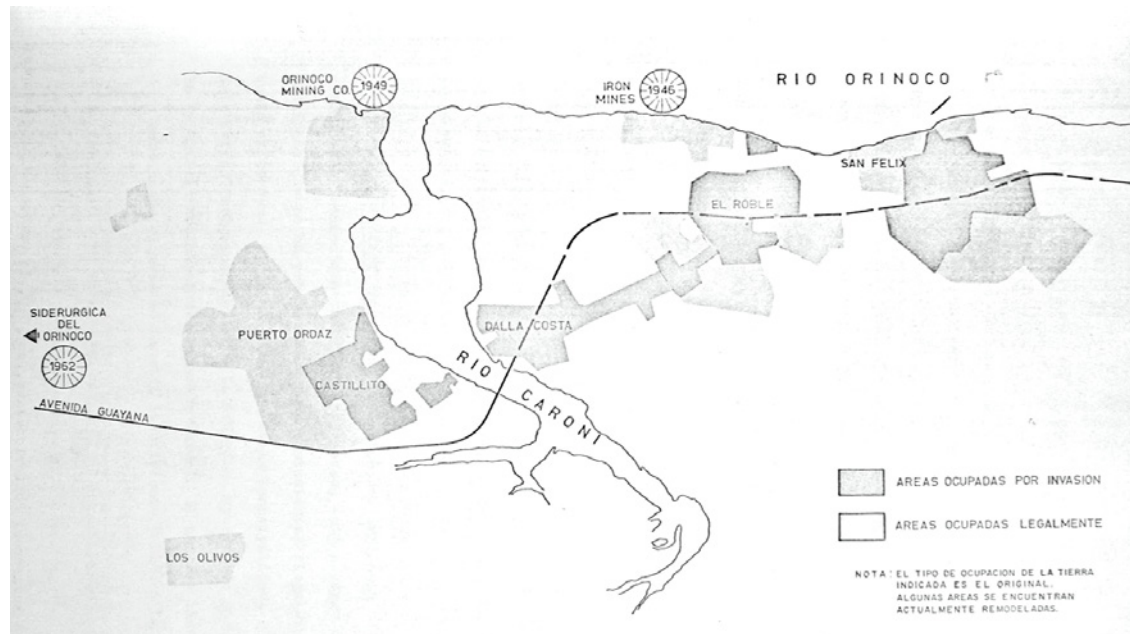 ORINOCO
MINING CO.
1949
IRON
MINES
1946
RIO ORINOCO
SAN FELIX
EL ROBLE
SIDERURGICA
DEL
ORINOCO
1962
PUERTO ORDAZ
DALLA COSTA
CASTILLITO
RIO CARONI
AVENIDA GUAYANA
LOS OLIVOS
AREAS OCUPADAS POR INVASION
AREAS OCUPADAS LEGALMENTE
NOTA: EL TIPO DE OCUPACION DE LA TIERRA
INDICADA ES EL ORIGINAL.
ALGUNAS AREAS SE ENCUENTRAN
ACTUALMENTE REMODELADAS.